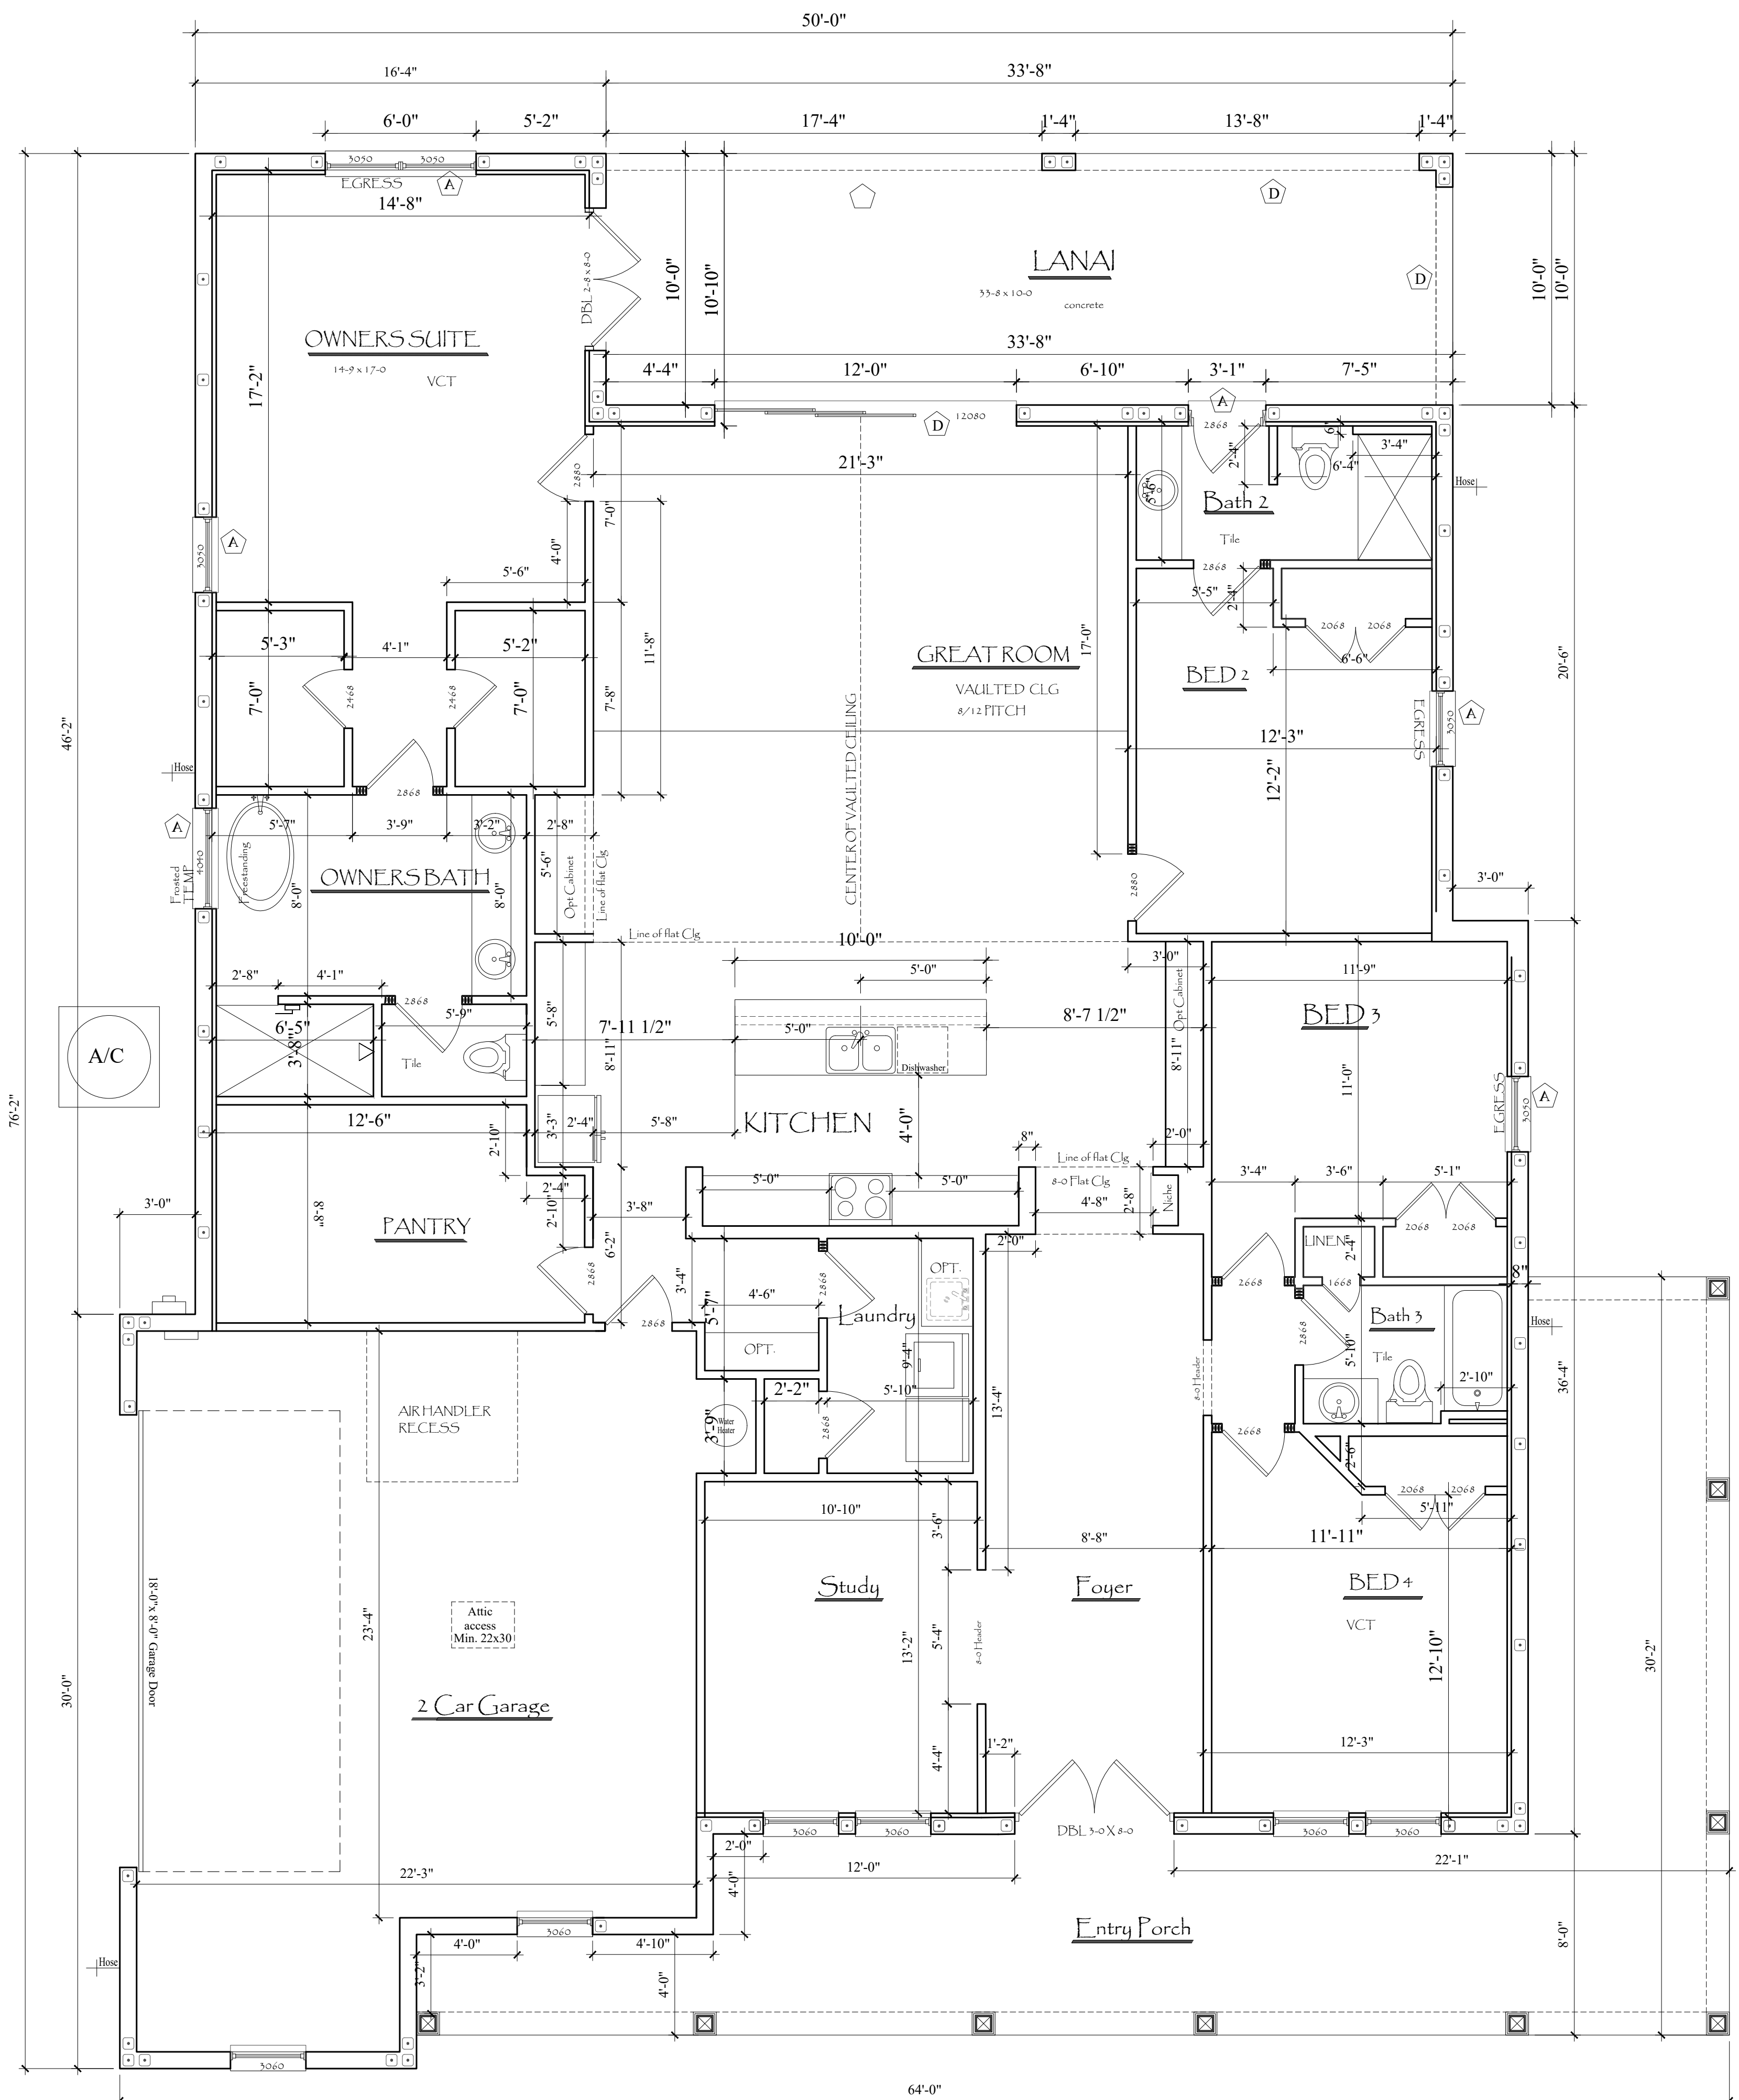 50'-0"
16'-4"
33'-8"
6'-0"
5'-2"
17'-4"
1'-4"
13'-8"
1'-4"
3050
3050
EGRESS
A
14'-8"
D
LANAI
33-8 x 10-0
concrete
D
DBL 2-8 x 8-0
10'-0"
10'-10"
10'-0"
10'-0"
OWNERS SUITE
14-9 x 17-0
VCT
17'-2"
33'-8"
4'-4"
12'-0"
6'-10"
3'-1"
7'-5"
A
D
12080
2868
2880
21'-3"
2'-4"
6"
3'-4"
6'-4"
5'-6"
Hose
Bath 2
Tile
3050
A
7'-0"
4'-0"
5'-6"
2868
5'-5"
2'-4"
2068
2068
6'-6"
5'-3"
4'-1"
5'-2"
7'-0"
2468
2468
7'-0"
7'-8"
11'-8"
17'-0"
GREAT ROOM
VAULTED CLG
8/12 PITCH
BED 2
20'-6"
EGRESS
3050
A
12'-3"
12'-2"
CENTER OF VAULTED CEILING
46'-2"
Hose
2868
A
4040
Frosted
TEMP
Freestanding
5'-7"
3'-9"
3'-2"
2'-8"
OWNERS BATH
8'-0"
8'-0"
5'-6"
Opt Cabinet
Line of flat Clg
2880
3'-0"
Line of flat Clg
10'-0"
5'-0"
3'-0"
Opt Cabinet
11'-9"
2'-8"
4'-1"
2868
5'-9"
6'-5"
3'-8"
Tile
5'-8"
8'-11"
7'-11 1/2"
5'-0"
Dishwasher
8'-7 1/2"
8'-11"
BED 3
11'-0"
A/C
76'-2"
12'-6"
2'-10"
3'-3"
2'-4"
5'-8"
KITCHEN
4'-0"
8"
2'-0"
Line of flat Clg
8-0 Flat Clg
EGRESS
3050
A
3'-4"
3'-6"
5'-1"
3'-0"
8'-8"
PANTRY
2'-4"
2'-10"
6'-2"
3'-8"
5'-0"
5'-0"
4'-8"
2'-8"
Niche
2'-0"
2068
2068
LINEN
2'-4"
2868
2868
3'-4"
5'-7"
4'-6"
2868
OPT.
Laundry
2668
1668
8"
Bath 3
Hose
OPT.
9'-4"
8-0 Header
2868
5'-10"
Tile
2'-10"
36'-4"
2'-2"
5'-10"
13'-4"
AIR HANDLER
RECESS
Water
Heater
3'-9"
2868
2668
2'-6"
2068
2068
5'-11"
10'-10"
3'-6"
8'-8"
11'-11"
18'-0"x 8'-0" Garage Door
23'-4"
Attic
access
Min. 22x30
Study
Foyer
BED 4
VCT
13'-2"
5'-4"
8-0 Header
12'-10"
30'-2"
30'-0"
2 Car Garage
4'-4"
1'-2"
12'-3"
3060
3060
DBL 3-0 X 8-0
3060
3060
2'-0"
12'-0"
22'-1"
22'-3"
4'-0"
3060
4'-0"
4'-10"
Entry Porch
8'-0"
Hose
3'-2"
4'-0"
3060
64'-0"